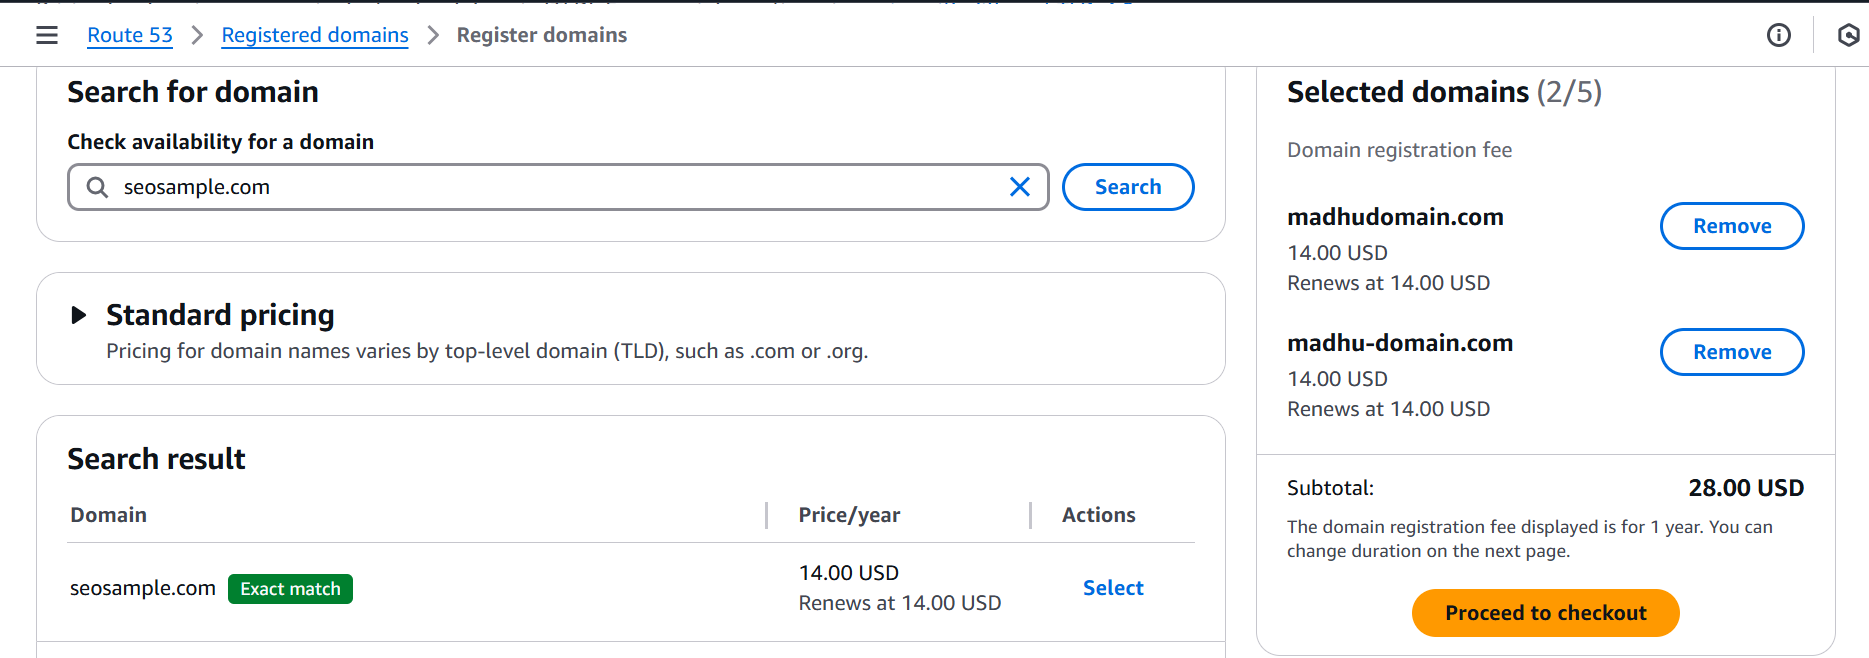 Route 53 > Registered domains > Register domains
Search for domain
Check availability for a domain
seosample.com
Search
Standard pricing
Pricing for domain names varies by top-level domain (TLD), such as .com or .org.
Search result
Domain Price/year Actions
seosample.com Exact match 14.00 USD Select
Renews at 14.00 USD
Selected domains (2/5)
Domain registration fee
madhudomain.com
Remove
14.00 USD
Renews at 14.00 USD
madhu-domain.com
Remove
14.00 USD
Renews at 14.00 USD
Subtotal: 28.00 USD
The domain registration fee displayed is for 1 year. You can
change duration on the next page.
Proceed to checkout